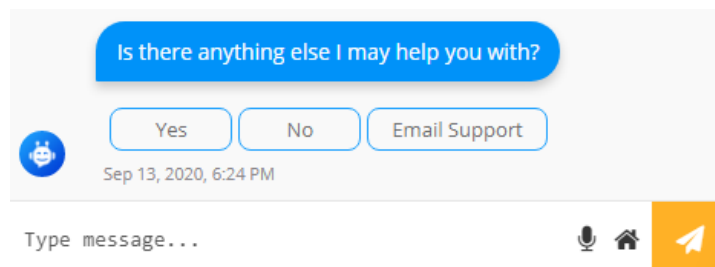 Is there anything else I may help you with?
Yes No Email Support
Sep 13, 2020, 6:24 PM
Type message...